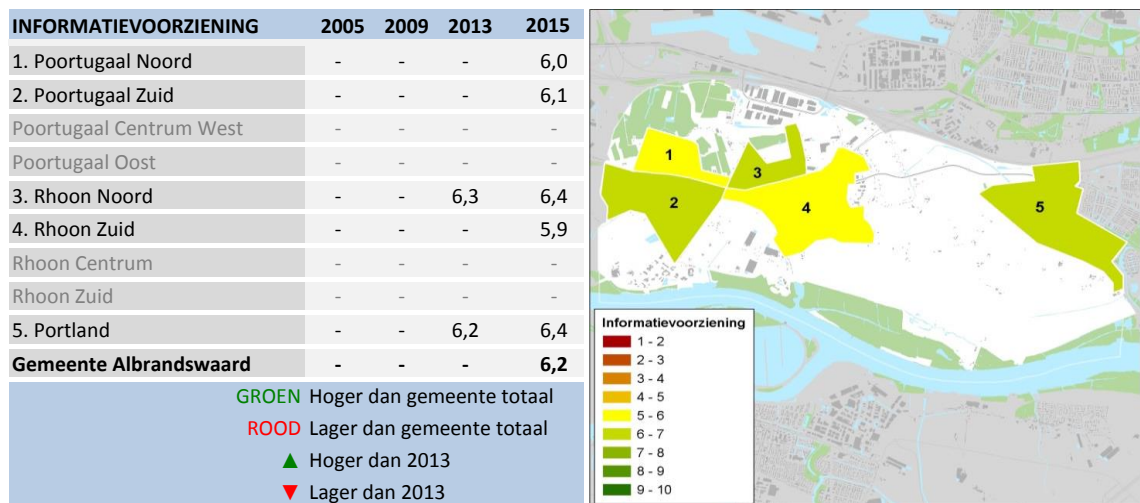 INFORMATIEVOORZIENING 2005 2009 2013 2015
1. Poortugaal Noord - - - 6,0
2. Poortugaal Zuid - - - 6,1
Poortugaal Centrum West - - - -
Poortugaal Oost - - - -
3. Rhoon Noord - - 6,3 6,4
4. Rhoon Zuid - - - 5,9
Rhoon Centrum - - - -
Rhoon Zuid - - - -
5. Portland - - 6,2 6,4
Gemeente Albrandswaard - - - 6,2
GROEN Hoger dan gemeente totaal
ROOD Lager dan gemeente totaal
▲ Hoger dan 2013
▼ Lager dan 2013
1
3
2
4
5
Informatievoorziening
1 - 2
2 - 3
3 - 4
4 - 5
5 - 6
6 - 7
7 - 8
8 - 9
9 - 10